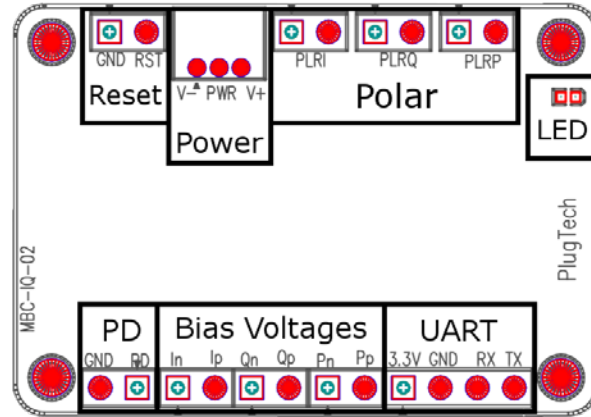 GND RST
PLRI PLRQ PLRP
Reset
V- PWR V+
Polar
Power
LED
MBC-IQ-02
PlugTech
PD
Bias Voltages
UART
GND PD In Ip Qn Qp Pn Pp 3.3V GND RX TX